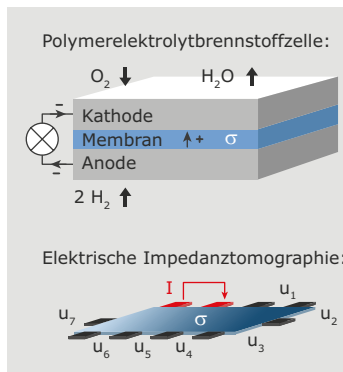 Polymerelektrolytbrennstoffzelle:
O₂ H₂O
–
Kathode
Membran + σ
Anode
–
2 H₂
Elektrische Impedanztomographie:
I
u₁
u₂
u₇ σ
u₆ u₅ u₄ u₃